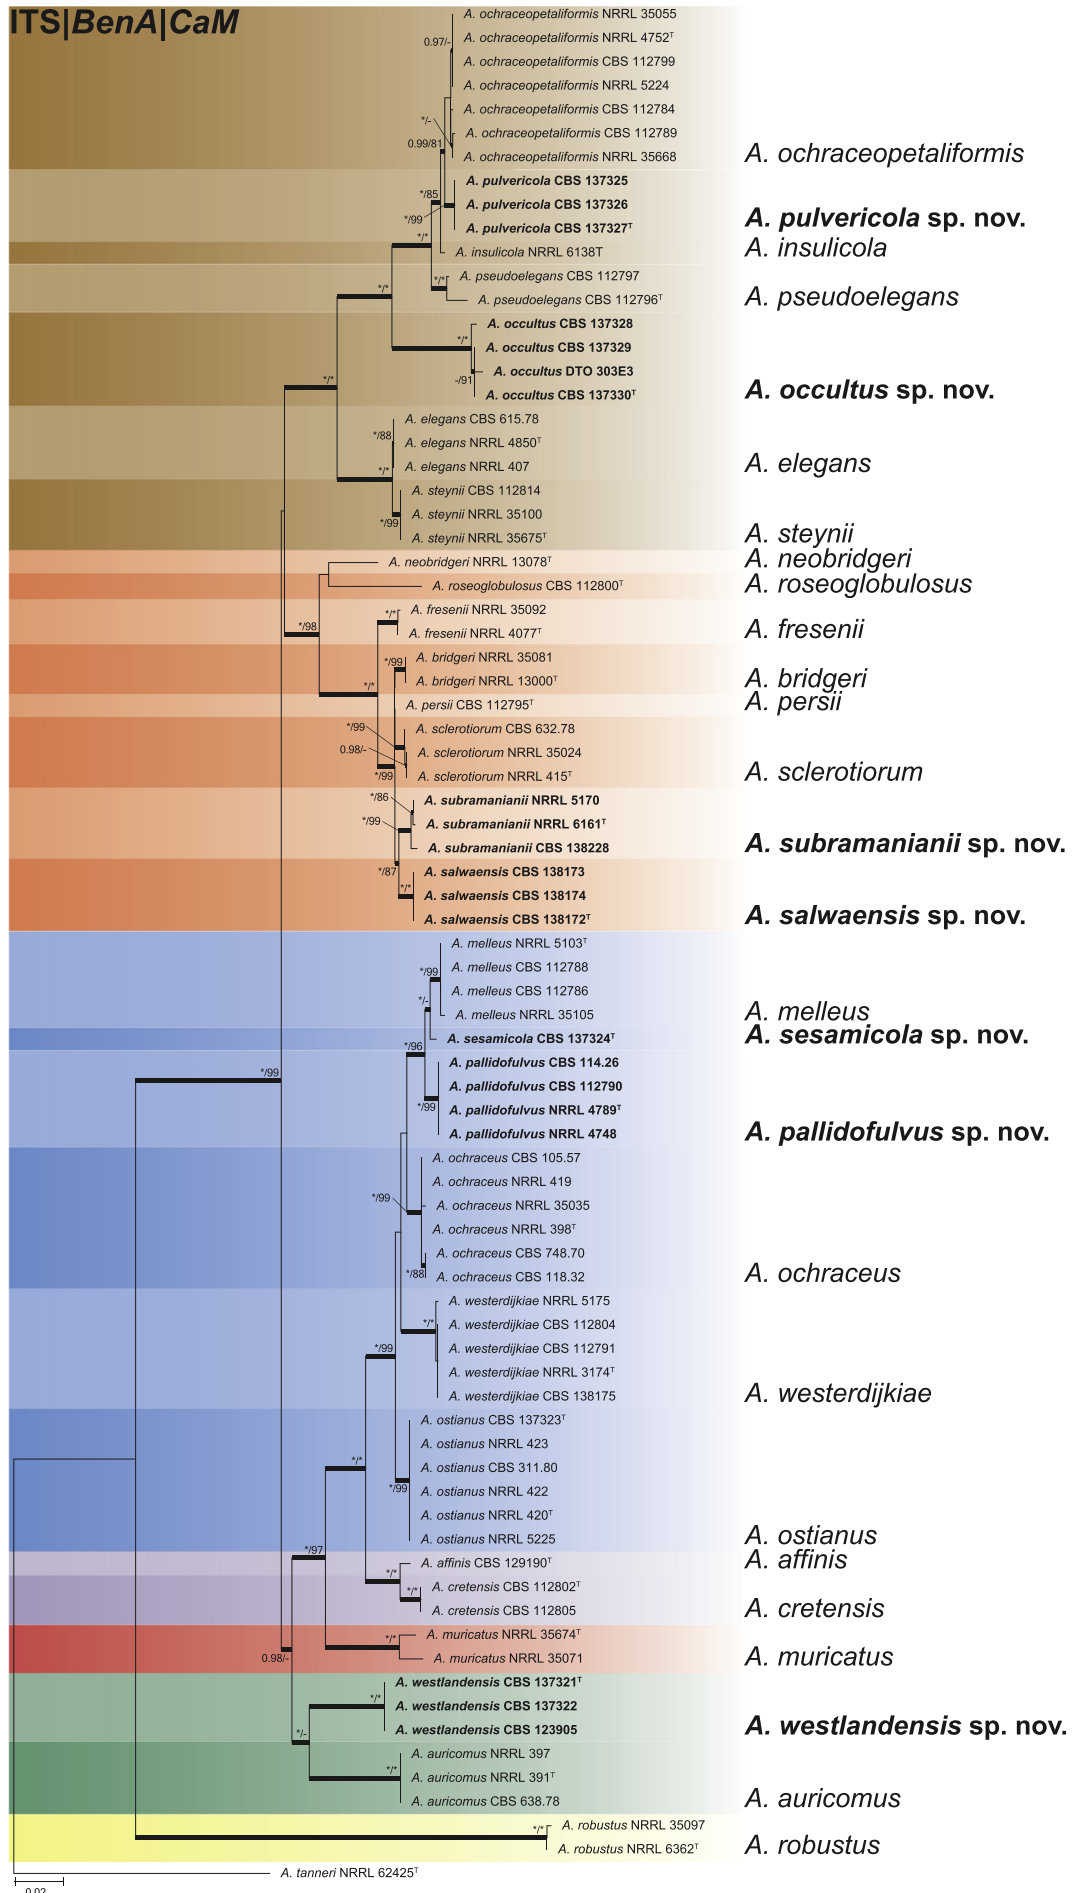 ITS|BenA|CaM
A. ochraceopetaliformis NRRL 35055
0.97/-
A. ochraceopetaliformis NRRL 4752T
A. ochraceopetaliformis CBS 112799
A. ochraceopetaliformis NRRL 5224
A. ochraceopetaliformis CBS 112784
*/-
A. ochraceopetaliformis CBS 112789
0.99/81
A. ochraceopetaliformis NRRL 35668
A. ochraceopetaliformis
A. pulvericola CBS 137325
*/85
A. pulvericola CBS 137326
*/99
A. pulvericola CBS 137327T
A. pulvericola sp. nov.
*/*
A. insulicola NRRL 6138T
A. insulicola
A. pseudoelegans CBS 112797
*/*
*/*
A. pseudoelegans CBS 112796T
A. pseudoelegans
A. occultus CBS 137328
*/*
A. occultus CBS 137329
A. occultus DTO 303E3
*/*
-/91
A. occultus CBS 137330T
A. occultus sp. nov.
A. elegans CBS 615.78
*/88
A. elegans NRRL 4850T
A. elegans NRRL 407
A. elegans
*/*
A. steynii CBS 112814
A. steynii NRRL 35100
*/99
A. steynii NRRL 35675T
A. steynii
A. neobridgeri NRRL 13078T
A. neobridgeri
A. roseoglobulosus CBS 112800T
A. roseoglobulosus
A. fresenii NRRL 35092
*/*
*/98
A. fresenii NRRL 4077T
A. fresenii
A. bridgeri NRRL 35081
*/99
A. bridgeri NRRL 13000T
A. bridgeri
*/*
A. persii CBS 112795T
A. persii
*/99
A. sclerotiorum CBS 632.78
0.98/-
A. sclerotiorum NRRL 35024
*/99
A. sclerotiorum NRRL 415T
A. sclerotiorum
*/86
A. subramanianii NRRL 5170
*/99
A. subramanianii NRRL 6161T
A. subramanianii CBS 138228
A. subramanianii sp. nov.
*/87
A. salwaensis CBS 138173
*/*
A. salwaensis CBS 138174
A. salwaensis CBS 138172T
A. salwaensis sp. nov.
A. melleus NRRL 5103T
A. melleus CBS 112788
*/99
A. melleus CBS 112786
*/-
A. melleus NRRL 35105
A. melleus
A. sesamicola CBS 137324T
A. sesamicola sp. nov.
*/96
A. pallidofulvus CBS 114.26
*/99
A. pallidofulvus CBS 112790
*/99
A. pallidofulvus NRRL 4789T
A. pallidofulvus NRRL 4748
A. pallidofulvus sp. nov.
A. ochraceus CBS 105.57
A. ochraceus NRRL 419
*/99
A. ochraceus NRRL 35035
A. ochraceus NRRL 398T
A. ochraceus CBS 748.70
*/88
A. ochraceus CBS 118.32
A. ochraceus
A. westerdijkiae NRRL 5175
*/*
A. westerdijkiae CBS 112804
*/99
A. westerdijkiae CBS 112791
A. westerdijkiae NRRL 3174T
A. westerdijkiae CBS 138175
A. westerdijkiae
A. ostianus CBS 137323T
A. ostianus NRRL 423
*/*
A. ostianus CBS 311.80
*/99
A. ostianus NRRL 422
A. ostianus NRRL 420T
A. ostianus NRRL 5225
A. ostianus
*/97
A. affinis CBS 129190T
A. affinis
*/*
A. cretensis CBS 112802T
*/*
A. cretensis CBS 112805
A. cretensis
A. muricatus NRRL 35674T
*/*
A. muricatus NRRL 35071
A. muricatus
0.98/-
A. westlandensis CBS 137321T
*/*
A. westlandensis CBS 137322
A. westlandensis CBS 123905
A. westlandensis sp. nov.
*/-
A. auricomus NRRL 397
*/*
A. auricomus NRRL 391T
A. auricomus CBS 638.78
A. auricomus
A. robustus NRRL 35097
*/*
A. robustus NRRL 6362T
A. robustus
A. tanneri NRRL 62425T
0.02